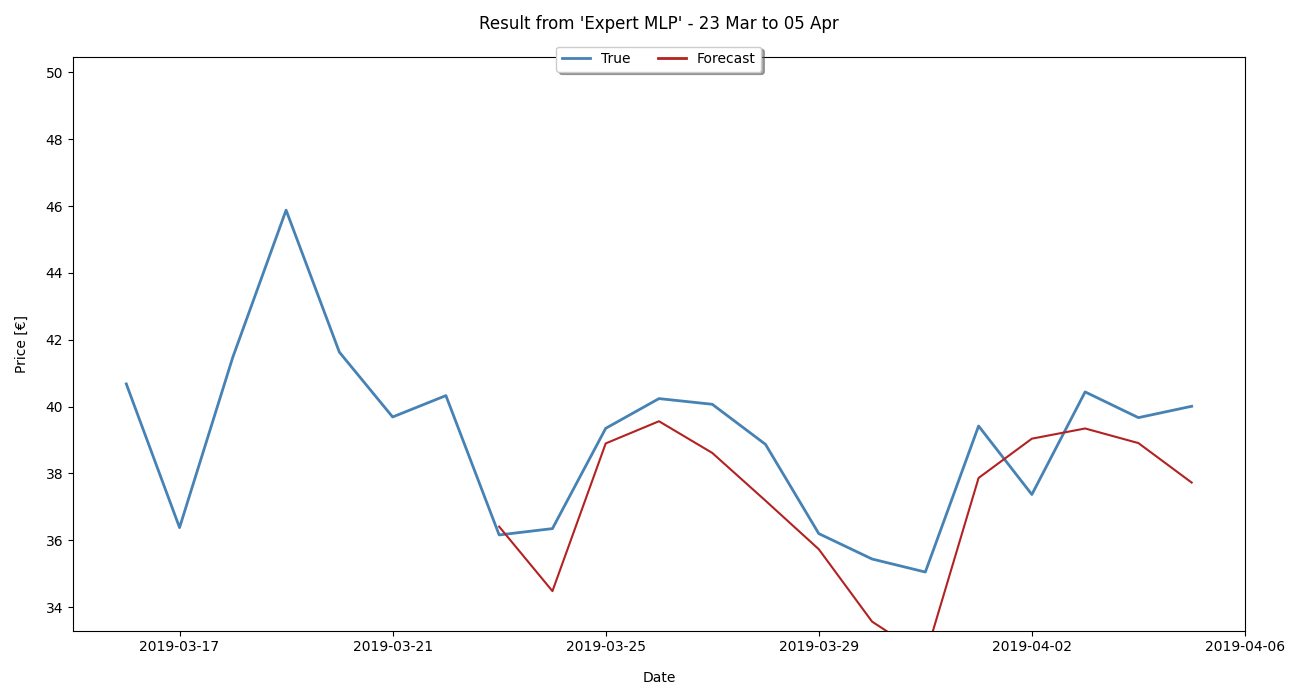 Result from 'Expert MLP' - 23 Mar to 05 Apr
True Forecast
50
48
46
44
42
40
38
36
34
Price [€]
2019-03-17 2019-03-21 2019-03-25 2019-03-29 2019-04-02 2019-04-06
Date